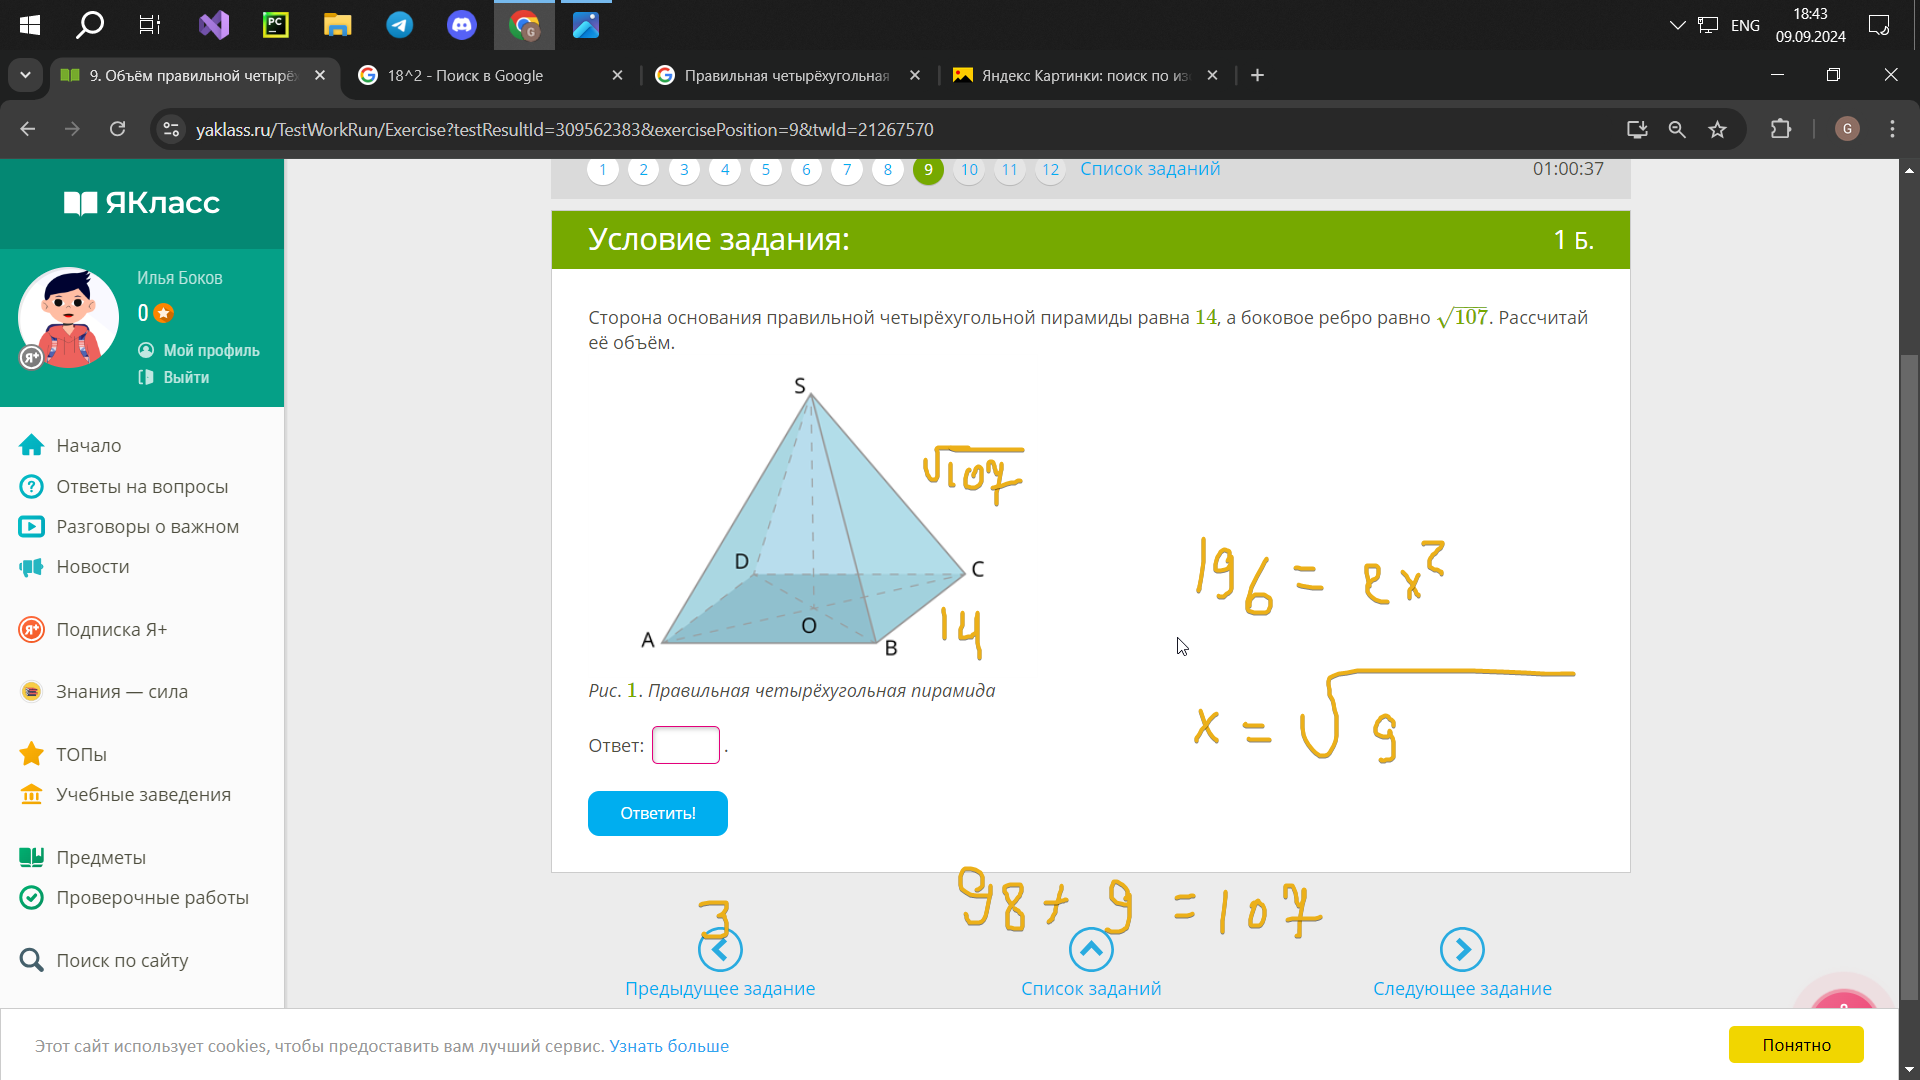 PC
ENG
18:43
09.09.2024
9. Объём правильной четырёх
18^2 - Поиск в Google
Правильная четырёхугольная
Яндекс Картинки: поиск по из
yaklass.ru/TestWorkRun/Exercise?testResultId=309562383&exercisePosition=9&twId=21267570
G
ЯКласс
Илья Боков
0
Я+
Мой профиль
Выйти
Начало
Ответы на вопросы
Разговоры о важном
Новости
Я+ Подписка Я+
Знания — сила
ТОПы
Учебные заведения
Предметы
Проверочные работы
Поиск по сайту
1 2 3 4 5 6 7 8 9 10 11 12 Список заданий 01:00:37
Условие задания: 1 Б.
Сторона основания правильной четырёхугольной пирамиды равна 14, а боковое ребро равно √107. Рассчитай
её объём.
S
√107
D
C
A
O
B
14
196 = 2x²
x = √9
Рис. 1. Правильная четырёхугольная пирамида
Ответ: .
Ответить!
3
98 + 9 = 107
Предыдущее задание
Список заданий
Следующее задание
Этот сайт использует cookies, чтобы предоставить вам лучший сервис. Узнать больше
Понятно